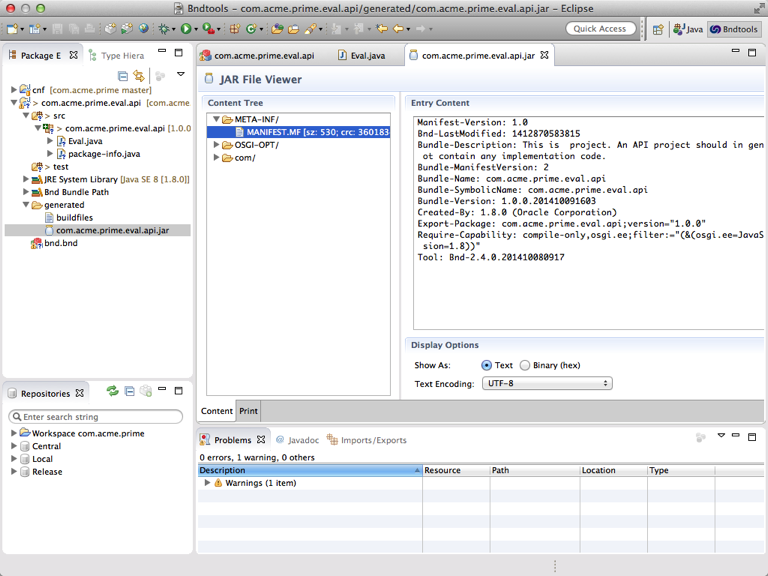 Bndtools - com.acme.prime.eval.api/generated/com.acme.prime.eval.api.jar - Eclipse
Quick Access
Java
Bndtools
Package E
Type Hiera
cnf [com.acme.prime master]
> com.acme.prime.eval.api [com.acme
> src
> com.acme.prime.eval.api [1.0.0
Eval.java
package-info.java
> test
JRE System Library [Java SE 8 [1.8.0]]
Bnd Bundle Path
generated
buildfiles
com.acme.prime.eval.api.jar
bnd.bnd
Repositories
Enter search string
Workspace com.acme.prime
Central
Local
Release
com.acme.prime.eval.api
Eval.java
com.acme.prime.eval.api.jar
JAR File Viewer
Content Tree
META-INF/
MANIFEST.MF [sz: 530; crc: 360183
OSGI-OPT/
com/
Content
Print
Entry Content
Manifest-Version: 1.0
Bnd-LastModified: 1412870583815
Bundle-Description: This is  project. An API project should in gen
ot contain any implementation code.
Bundle-ManifestVersion: 2
Bundle-Name: com.acme.prime.eval.api
Bundle-SymbolicName: com.acme.prime.eval.api
Bundle-Version: 1.0.0.201410091603
Created-By: 1.8.0 (Oracle Corporation)
Export-Package: com.acme.prime.eval.api;version="1.0.0"
Require-Capability: compile-only,osgi.ee;filter:="(&(osgi.ee=JavaS
sion=1.8))"
Tool: Bnd-2.4.0.201410080917
Display Options
Show As:
Text
Binary (hex)
Text Encoding:
UTF-8
Problems
Javadoc
Imports/Exports
0 errors, 1 warning, 0 others
Description
Resource
Path
Location
Type
Warnings (1 item)